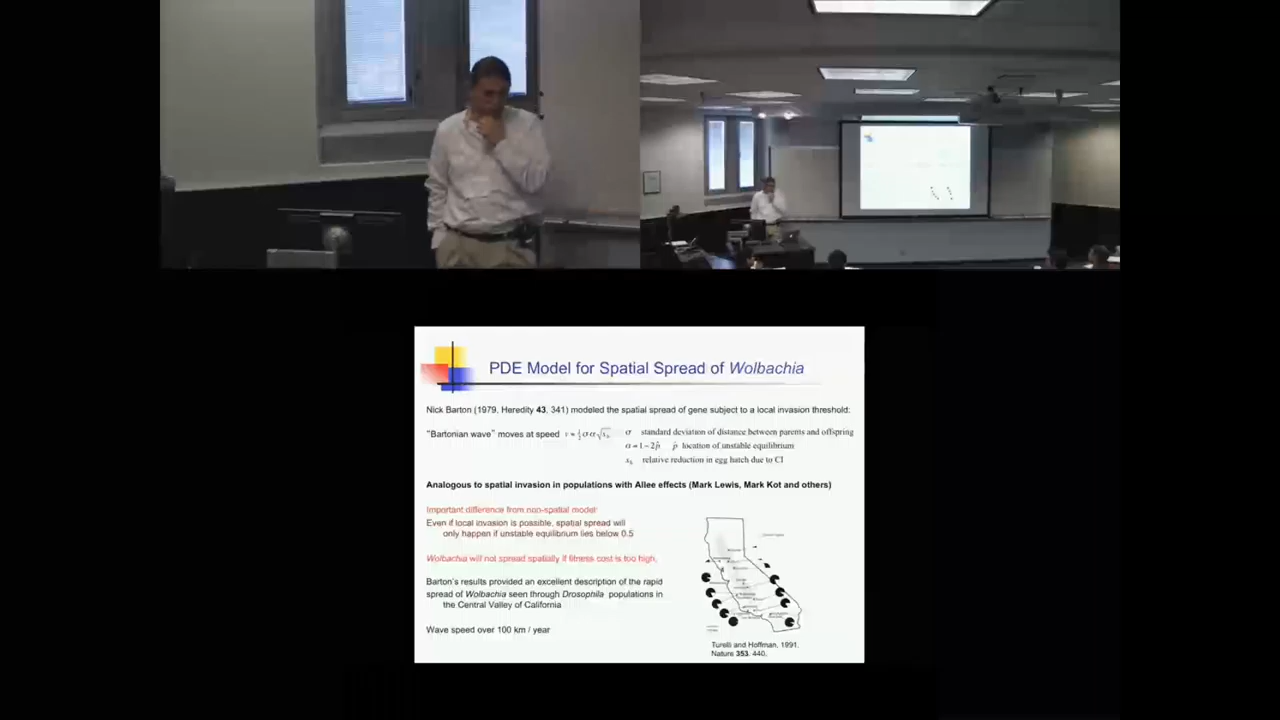 PDE Model for Spatial Spread of Wolbachia
Nick Barton (1979, Heredity 43, 341) modeled the spatial spread of gene subject to a local invasion threshold:
"Bartonian wave" moves at speed
σ standard deviation of distance between parents and offspring
α = 1 − 2p̂ p̂ location of unstable equilibrium
s_h relative reduction in egg hatch due to CI
Analogous to spatial invasion in populations with Allee effects (Mark Lewis, Mark Kot and others)
Important difference from non-spatial model:
Even if local invasion is possible, spatial spread will
only happen if unstable equilibrium lies below 0.5
Wolbachia will not spread spatially if fitness cost is too high.
Barton's results provided an excellent description of the rapid
spread of Wolbachia seen through Drosophila populations in
the Central Valley of California
Wave speed over 100 km / year
Turelli and Hoffman, 1991,
Nature 353, 440.